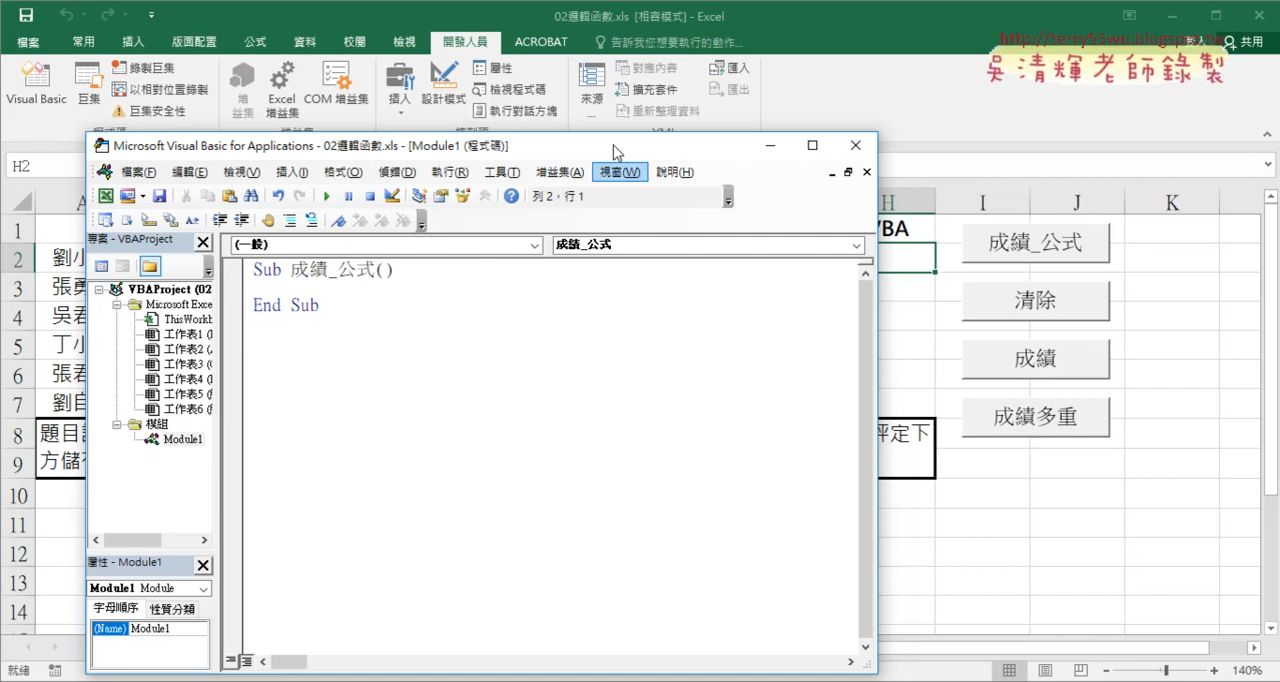 02邏輯函數.xls [相容模式] - Excel
檔案 常用 插入 版面配置 公式 資料 校閱 檢視 開發人員 ACROBAT 告訴我您想要執行的動作... 共用
http://terry55wu.blogspot.tw
吳清輝老師錄製
Visual Basic 巨集 錄製巨集 以相對位置錄製 巨集安全性
增益集 Excel 增益集 COM 增益集
插入 設計模式 屬性 檢視程式碼 執行對話方塊
來源 ... 對應內容 擴充套件 重新整理資料 匯入 匯出
H2
Microsoft Visual Basic for Applications - 02邏輯函數.xls - [Module1 (程式碼)]
檔案(F) 編輯(E) 檢視(V) 插入(I) 格式(O) 偵錯(D) 執行(R) 工具(T) 增益集(A) 視窗(W) 說明(H)
列 2，行 1
專案 - VBAProject
(一般) 成績_公式
VBAProject (02
Microsoft Exce
ThisWorkb
工作表1 (
工作表2 (
工作表3 (
工作表4 (
工作表5 (
工作表6 (
模組
Module1
Sub 成績_公式()
End Sub
屬性 - Module1
Module1 Module
字母順序 性質分類
(Name) Module1
A H I J K
1 2 3 4 5 6 7 8 9 10 11 12 13 14
BA
劉小
張勇
吳君
丁小
張君
劉自
題目
評定下
方儲
成績_公式
清除
成績
成績多重
就緒
140%